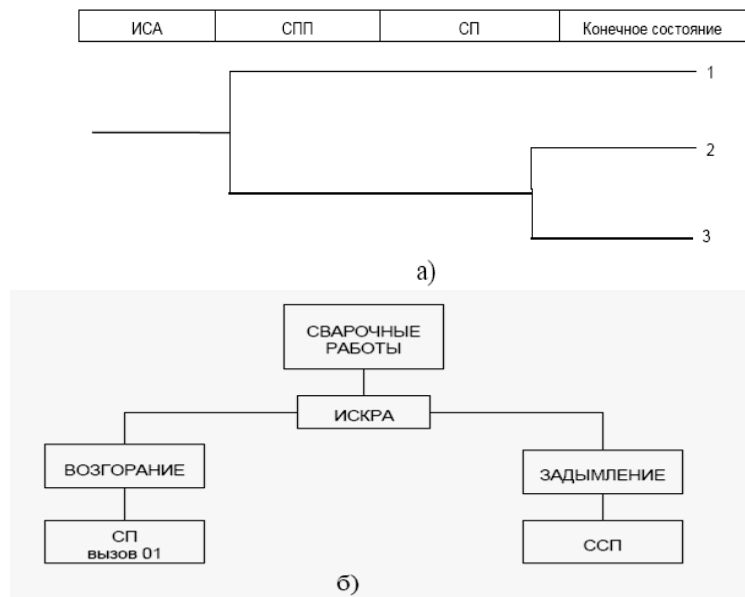 ИСА СПП СП Конечное состояние
1
2
3
а)
СВАРОЧНЫЕ
РАБОТЫ
ИСКРА
ВОЗГОРАНИЕ
ЗАДЫМЛЕНИЕ
СП
вызов 01
ССП
б)